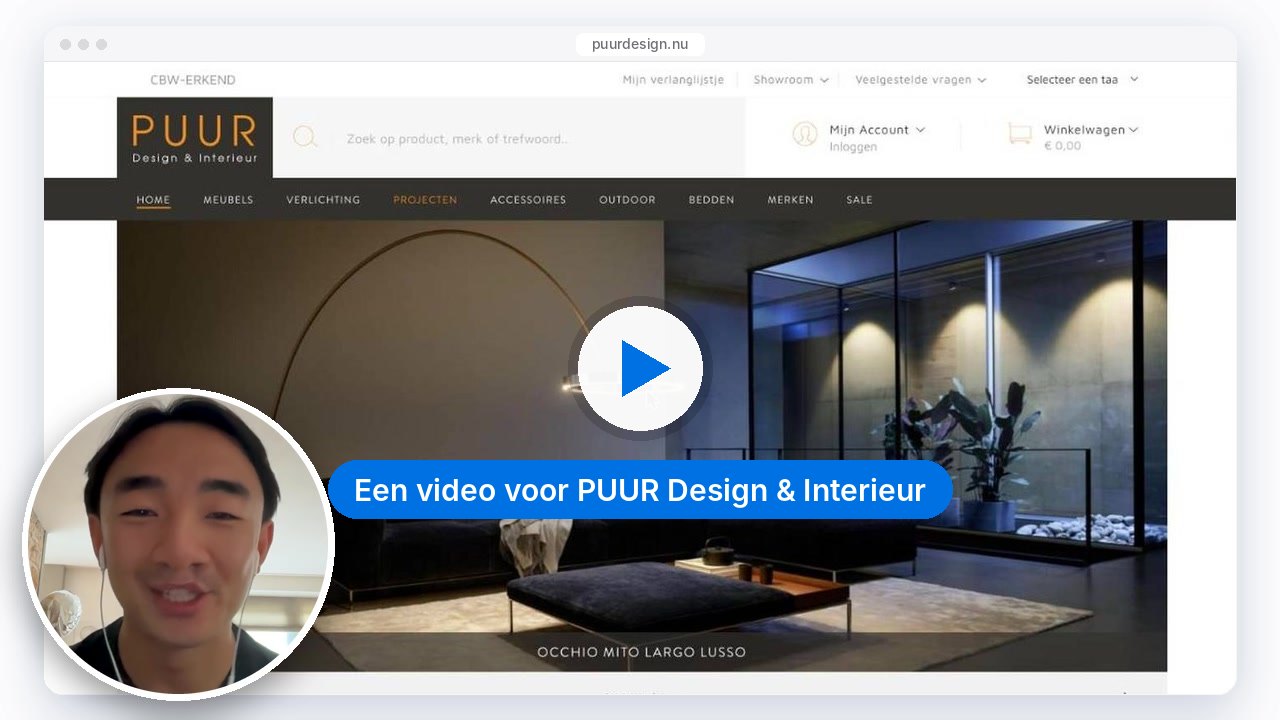 puurdesign.nu
CBW-ERKEND
Mijn verlanglijstje
Showroom
Veelgestelde vragen
Selecteer een taa
PUUR
Design & Interieur
Zoek op product, merk of trefwoord...
Mijn Account
Inloggen
Winkelwagen
€ 0,00
HOME MEUBELS VERLICHTING PROJECTEN ACCESSOIRES OUTDOOR BEDDEN MERKEN SALE
Een video voor PUUR Design & Interieur
OCCHIO MITO LARGO LUSSO